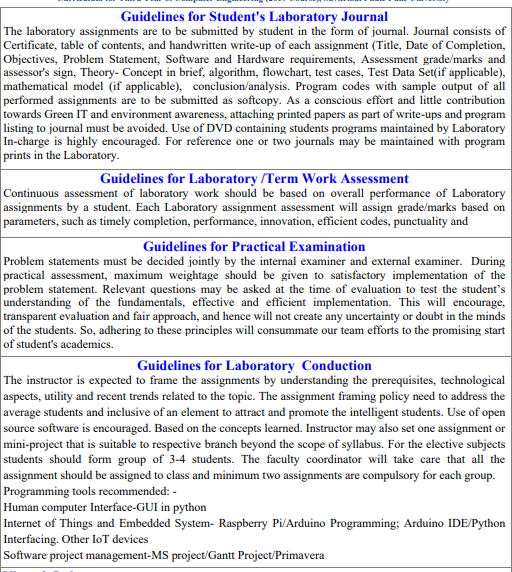 Guidelines for Student's Laboratory Journal
The laboratory assignments are to be submitted by student in the form of journal. Journal consists of
Certificate, table of contents, and handwritten write-up of each assignment (Title, Date of Completion,
Objectives, Problem Statement, Software and Hardware requirements, Assessment grade/marks and
assessor's sign, Theory- Concept in brief, algorithm, flowchart, test cases, Test Data Set(if applicable),
mathematical model (if applicable), conclusion/analysis. Program codes with sample output of all
performed assignments are to be submitted as softcopy. As a conscious effort and little contribution
towards Green IT and environment awareness, attaching printed papers as part of write-ups and program
listing to journal must be avoided. Use of DVD containing students programs maintained by Laboratory
In-charge is highly encouraged. For reference one or two journals may be maintained with program
prints in the Laboratory.
Guidelines for Laboratory /Term Work Assessment
Continuous assessment of laboratory work should be based on overall performance of Laboratory
assignments by a student. Each Laboratory assignment assessment will assign grade/marks based on
parameters, such as timely completion, performance, innovation, efficient codes, punctuality and
Guidelines for Practical Examination
Problem statements must be decided jointly by the internal examiner and external examiner. During
practical assessment, maximum weightage should be given to satisfactory implementation of the
problem statement. Relevant questions may be asked at the time of evaluation to test the student's
understanding of the fundamentals, effective and efficient implementation. This will encourage,
transparent evaluation and fair approach, and hence will not create any uncertainty or doubt in the minds
of the students. So, adhering to these principles will consummate our team efforts to the promising start
of student's academics.
Guidelines for Laboratory Conduction
The instructor is expected to frame the assignments by understanding the prerequisites, technological
aspects, utility and recent trends related to the topic. The assignment framing policy need to address the
average students and inclusive of an element to attract and promote the intelligent students. Use of open
source software is encouraged. Based on the concepts learned. Instructor may also set one assignment or
mini-project that is suitable to respective branch beyond the scope of syllabus. For the elective subjects
students should form group of 3-4 students. The faculty coordinator will take care that all the
assignment should be assigned to class and minimum two assignments are compulsory for each group.
Programming tools recommended: -
Human computer Interface-GUI in python
Internet of Things and Embedded System- Raspberry Pi/Arduino Programming; Arduino IDE/Python
Interfacing. Other IoT devices
Software project management-MS project/Gantt Project/Primavera